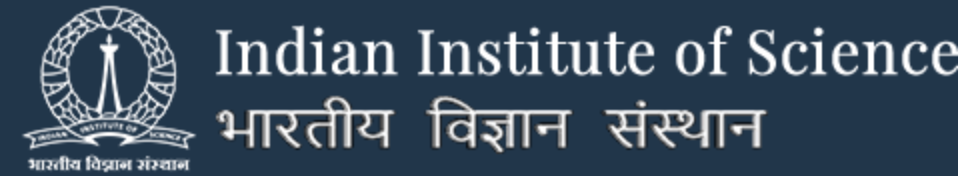 Indian Institute of Science
भारतीय विज्ञान संस्थान
INDIAN INSTITUTE OF SCIENCE
भारतीय विज्ञान संस्थान